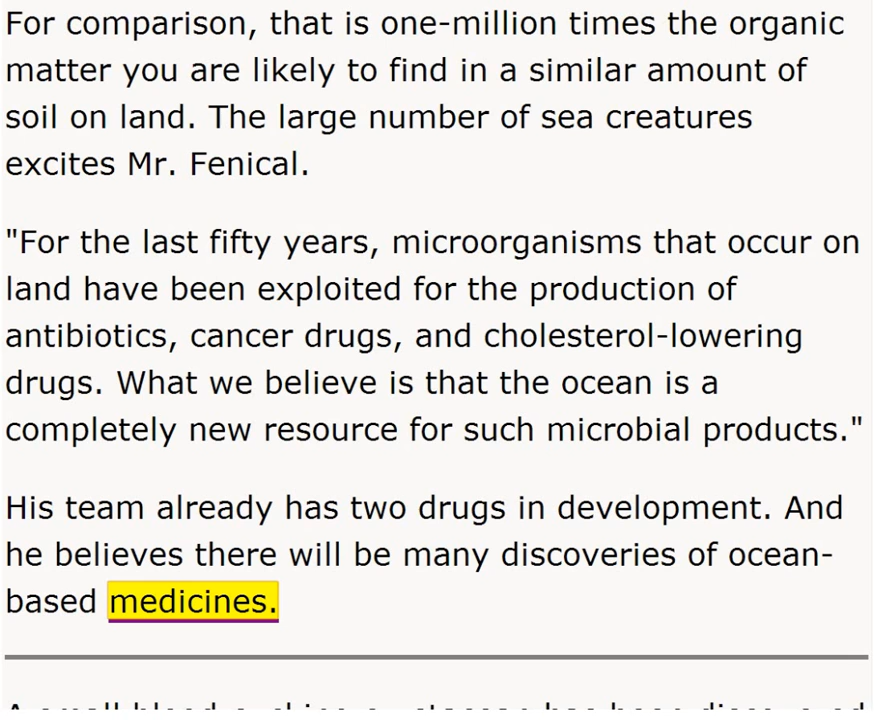 For comparison, that is one-million times the organic
matter you are likely to find in a similar amount of
soil on land. The large number of sea creatures
excites Mr. Fenical.
"For the last fifty years, microorganisms that occur on
land have been exploited for the production of
antibiotics, cancer drugs, and cholesterol-lowering
drugs. What we believe is that the ocean is a
completely new resource for such microbial products."
His team already has two drugs in development. And
he believes there will be many discoveries of ocean-
based medicines.